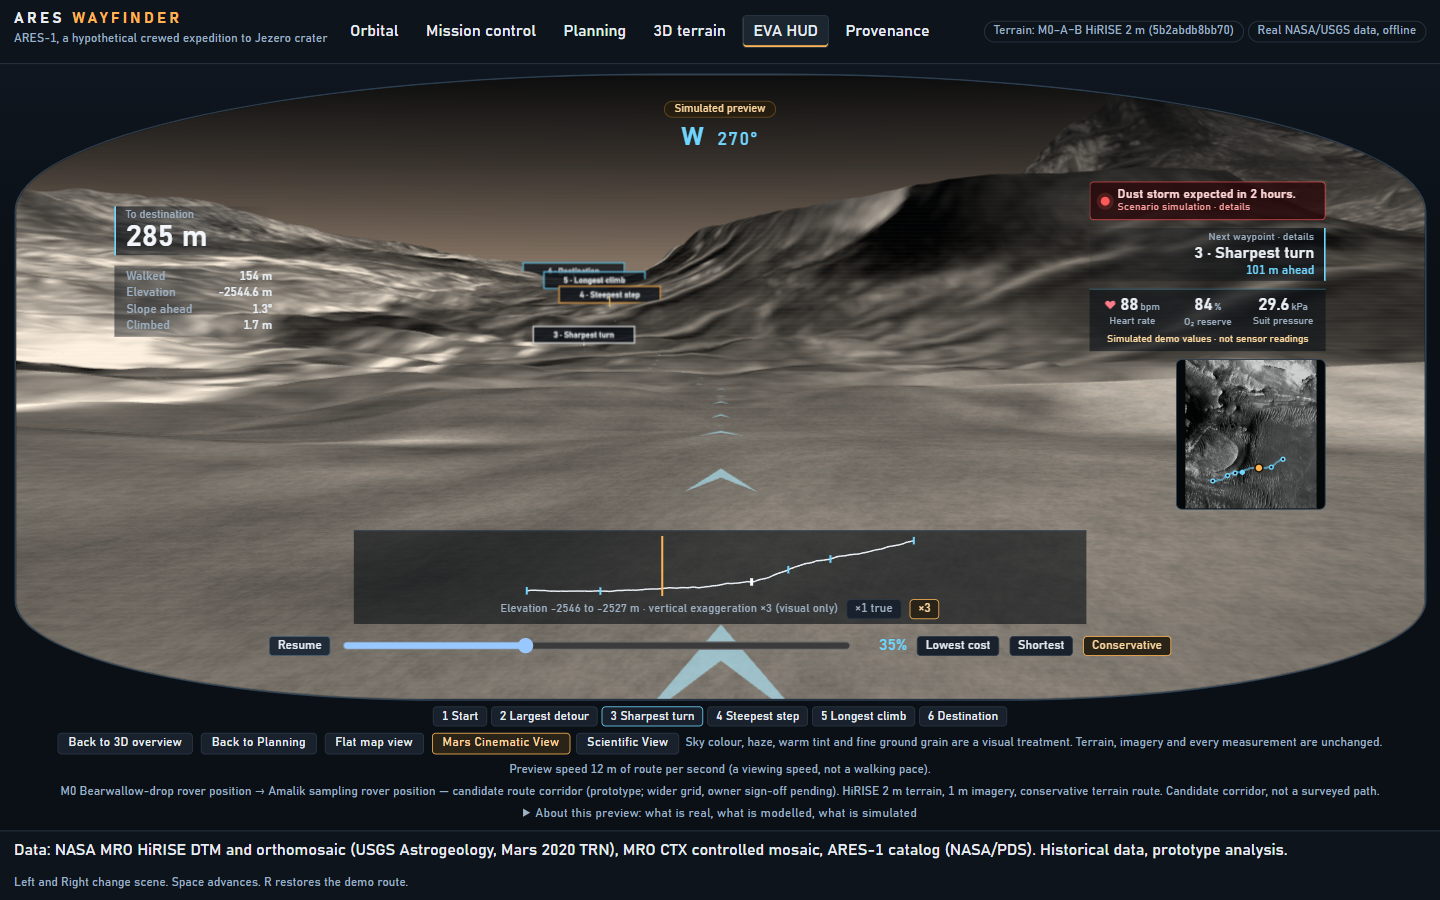 ARES WAYFINDER
ARES-1, a hypothetical crewed expedition to Jezero crater
Orbital
Mission control
Planning
3D terrain
EVA HUD
Provenance
Terrain: M0-A-B HiRISE 2 m (5b2abdb8bb70)
Real NASA/USGS data, offline
Simulated preview
W 270°
To destination
285 m
Walked 154 m
Elevation -2544.6 m
Slope ahead 1.3°
Climbed 1.7 m
Dust storm expected in 2 hours.
Scenario simulation · details
Next waypoint · details
3 · Sharpest turn
101 m ahead
88 bpm 84 % 29.6 kPa
Heart rate O₂ reserve Suit pressure
Simulated demo values · not sensor readings
5 · Longest climb
4 · Steepest step
3 · Sharpest turn
Elevation -2546 to -2527 m · vertical exaggeration ×3 (visual only)
×1 true
×3
Resume
35%
Lowest cost
Shortest
Conservative
1 Start
2 Largest detour
3 Sharpest turn
4 Steepest step
5 Longest climb
6 Destination
Back to 3D overview
Back to Planning
Flat map view
Mars Cinematic View
Scientific View
Sky colour, haze, warm tint and fine ground grain are a visual treatment. Terrain, imagery and every measurement are unchanged.
Preview speed 12 m of route per second (a viewing speed, not a walking pace).
M0 Bearwallow-drop rover position → Amalik sampling rover position — candidate route corridor (prototype; wider grid, owner sign-off pending). HiRISE 2 m terrain, 1 m imagery, conservative terrain route. Candidate corridor, not a surveyed path.
▶ About this preview: what is real, what is modelled, what is simulated
Data: NASA MRO HiRISE DTM and orthomosaic (USGS Astrogeology, Mars 2020 TRN), MRO CTX controlled mosaic, ARES-1 catalog (NASA/PDS). Historical data, prototype analysis.
Left and Right change scene. Space advances. R restores the demo route.